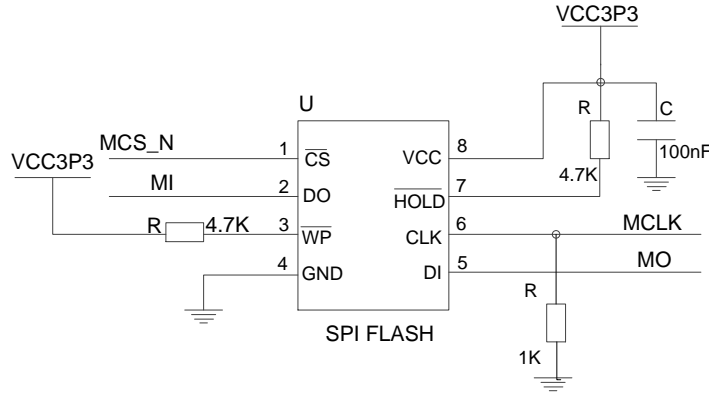 VCC3P3
U
R
C
MCS_N
1
CS
VCC
8
100nF
VCC3P3
4.7K
MI
2
DO
HOLD
7
R
4.7K
3
WP
CLK
6
MCLK
4
GND
DI
5
MO
R
SPI FLASH
1K